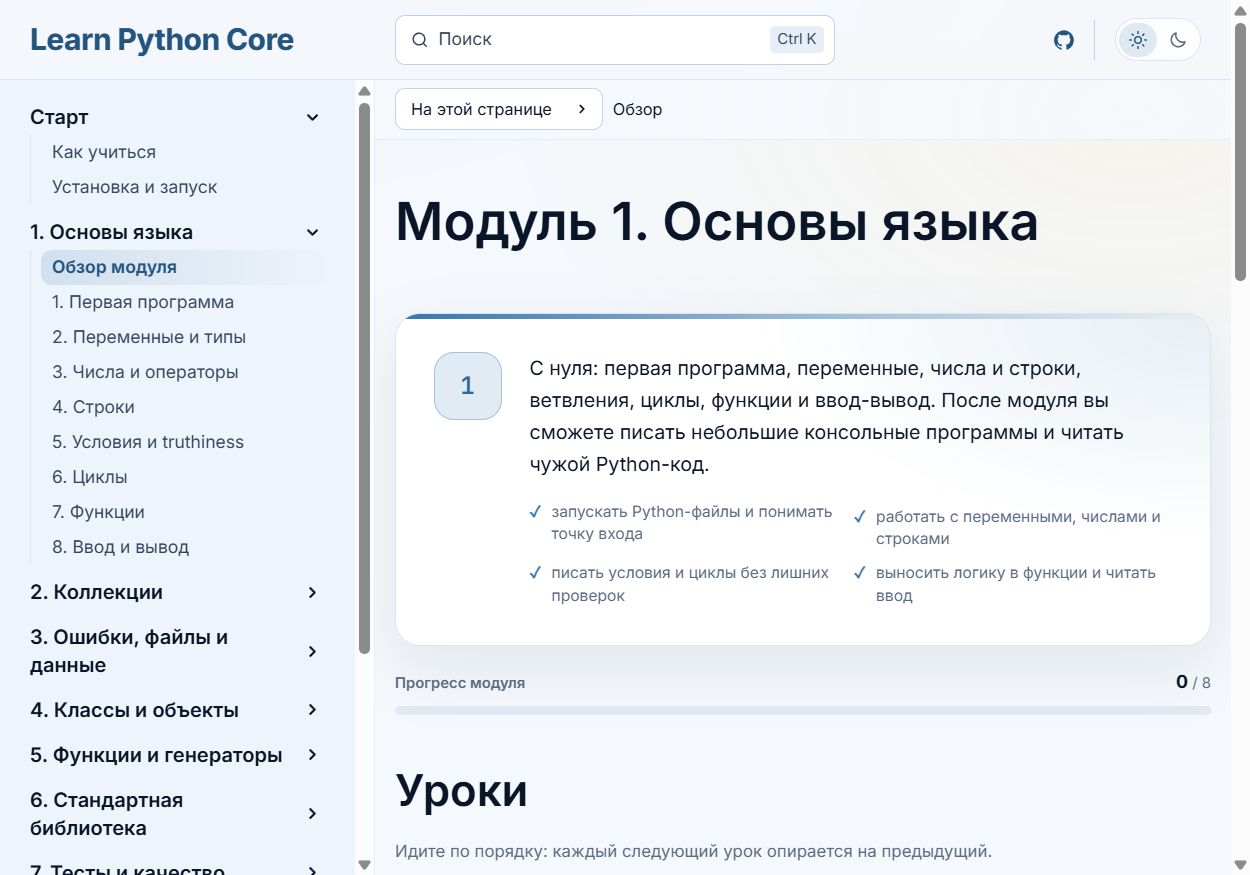 Learn Python Core
Поиск
Ctrl K
Старт
Как учиться
Установка и запуск
1. Основы языка
Обзор модуля
1. Первая программа
2. Переменные и типы
3. Числа и операторы
4. Строки
5. Условия и truthiness
6. Циклы
7. Функции
8. Ввод и вывод
2. Коллекции
3. Ошибки, файлы и
данные
4. Классы и объекты
5. Функции и генераторы
6. Стандартная
библиотека
7. Тесты и качество
На этой странице
Обзор
Модуль 1. Основы языка
1
С нуля: первая программа, переменные, числа и строки,
ветвления, циклы, функции и ввод-вывод. После модуля вы
сможете писать небольшие консольные программы и читать
чужой Python-код.
запускать Python-файлы и понимать
точку входа
работать с переменными, числами и
строками
писать условия и циклы без лишних
проверок
выносить логику в функции и читать
ввод
Прогресс модуля
0 / 8
Уроки
Идите по порядку: каждый следующий урок опирается на предыдущий.